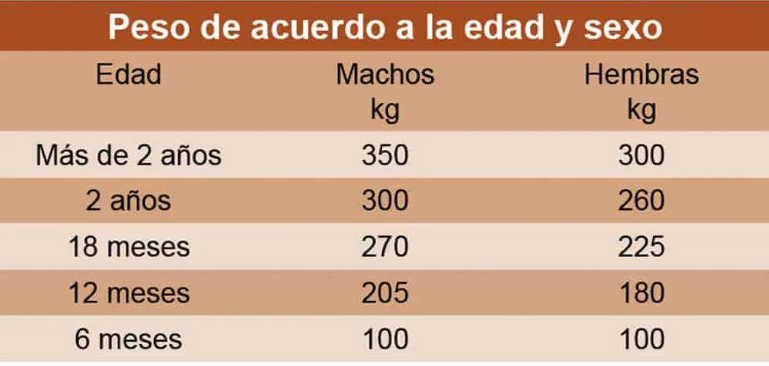 Peso de acuerdo a la edad y sexo
Edad Machos Hembras
kg kg
Más de 2 años 350 300
2 años 300 260
18 meses 270 225
12 meses 205 180
6 meses 100 100